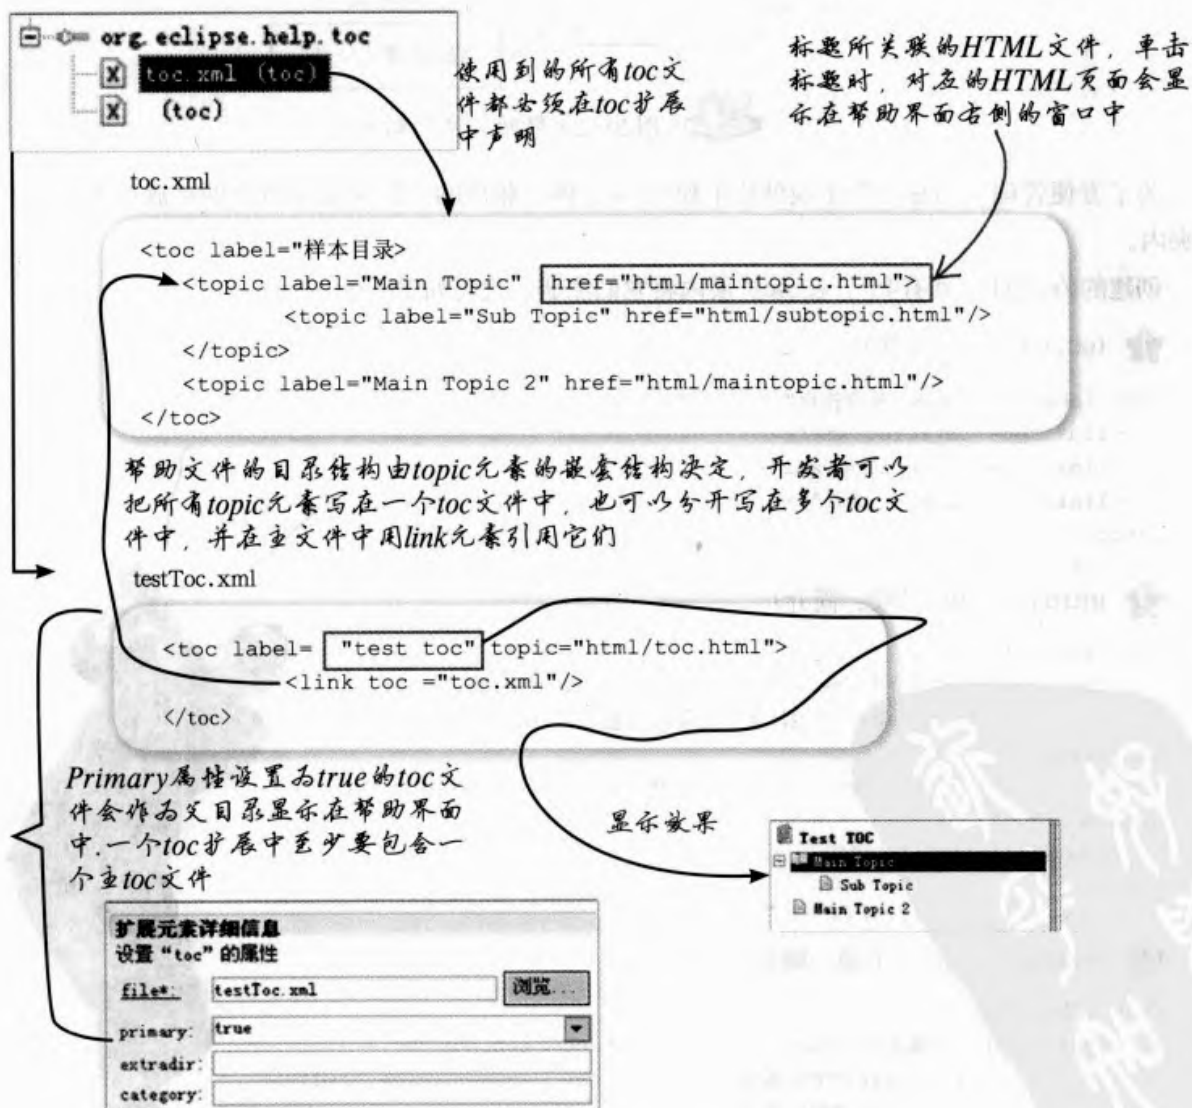 org.eclipse.help.toc
toc.xml (toc)
(toc)
使用到的所有toc文
件都必须在toc扩展
中声明
标题所关联的HTML文件，单击
标题时，对应的HTML页面会显
示在帮助界面右侧的窗口中
toc.xml
<toc label="样本目录>
<topic label="Main Topic" href="html/maintopic.html">
<topic label="Sub Topic" href="html/subtopic.html"/>
</topic>
<topic label="Main Topic 2" href="html/maintopic.html"/>
</toc>
帮助文件的目录结构由topic元素的嵌套结构决定，开发者可以
把所有topic元素写在一个toc文件中，也可以分开写在多个toc文
件中，并在主文件中用link元素引用它们
testToc.xml
<toc label= "test toc" topic="html/toc.html">
<link toc ="toc.xml"/>
</toc>
Primary属性设置为true的toc文
件会作为父目录显示在帮助界面
中.一个toc扩展中至少要包含一
个主toc文件
显示效果
Test TOC
Main Topic
Sub Topic
Main Topic 2
扩展元素详细信息
设置“toc”的属性
file*: testToc.xml 浏览...
primary: true
extradir:
category: